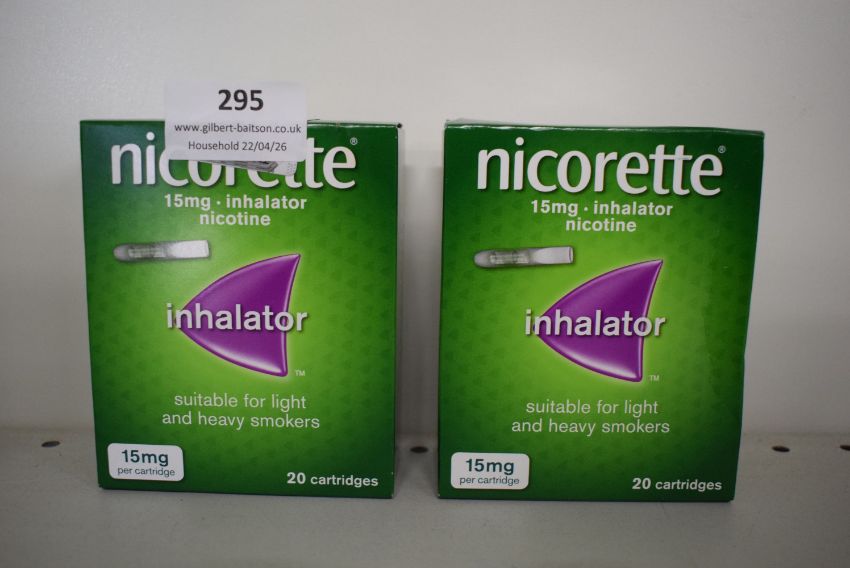 295
www.gilbert-baitson.co.uk
Household 22/04/26
nicorette®
15mg · inhalator
nicotine
inhalator
™
suitable for light
and heavy smokers
15mg
per cartridge
20 cartridges
nicorette®
15mg · inhalator
nicotine
inhalator
™
suitable for light
and heavy smokers
15mg
per cartridge
20 cartridges